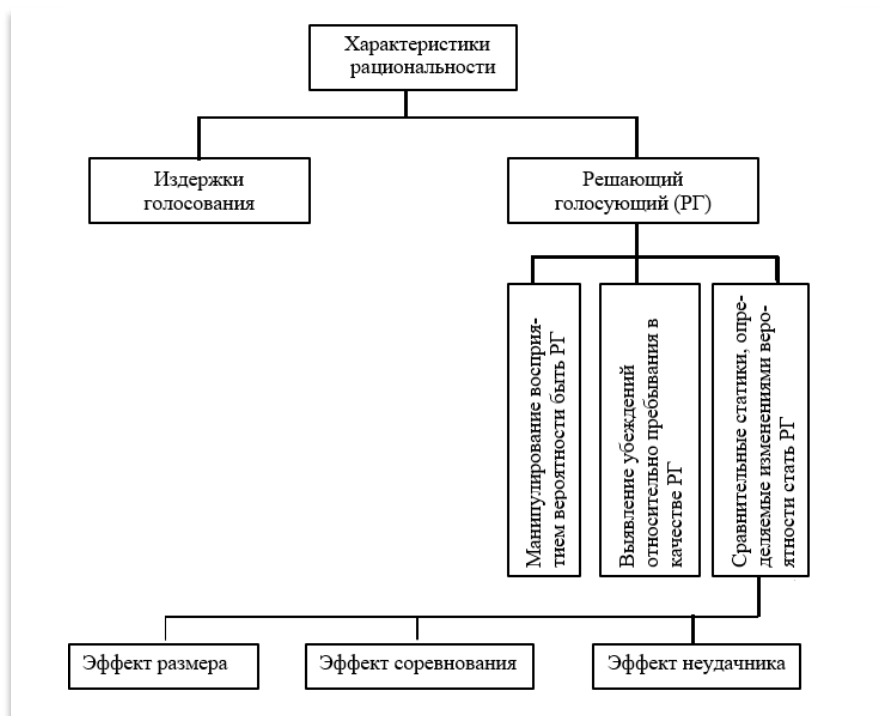 Характеристики
рациональности
Издержки
голосования
Решающий
голосующий (РГ)
Манипулирование восприя-
тием вероятности быть РГ
Выявление убеждений
относительно пребывания в
качестве РГ
Сравнительные статики, опре-
деляемые изменениями веро-
ятности стать РГ
Эффект размера
Эффект соревнования
Эффект неудачника